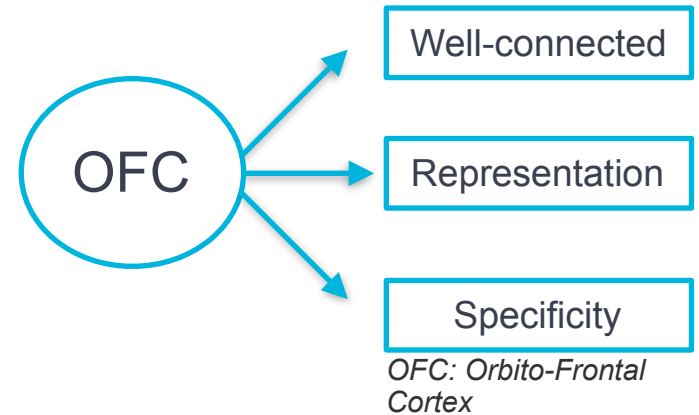 Well-connected
OFC
Representation
Specificity
OFC: Orbito-Frontal
Cortex